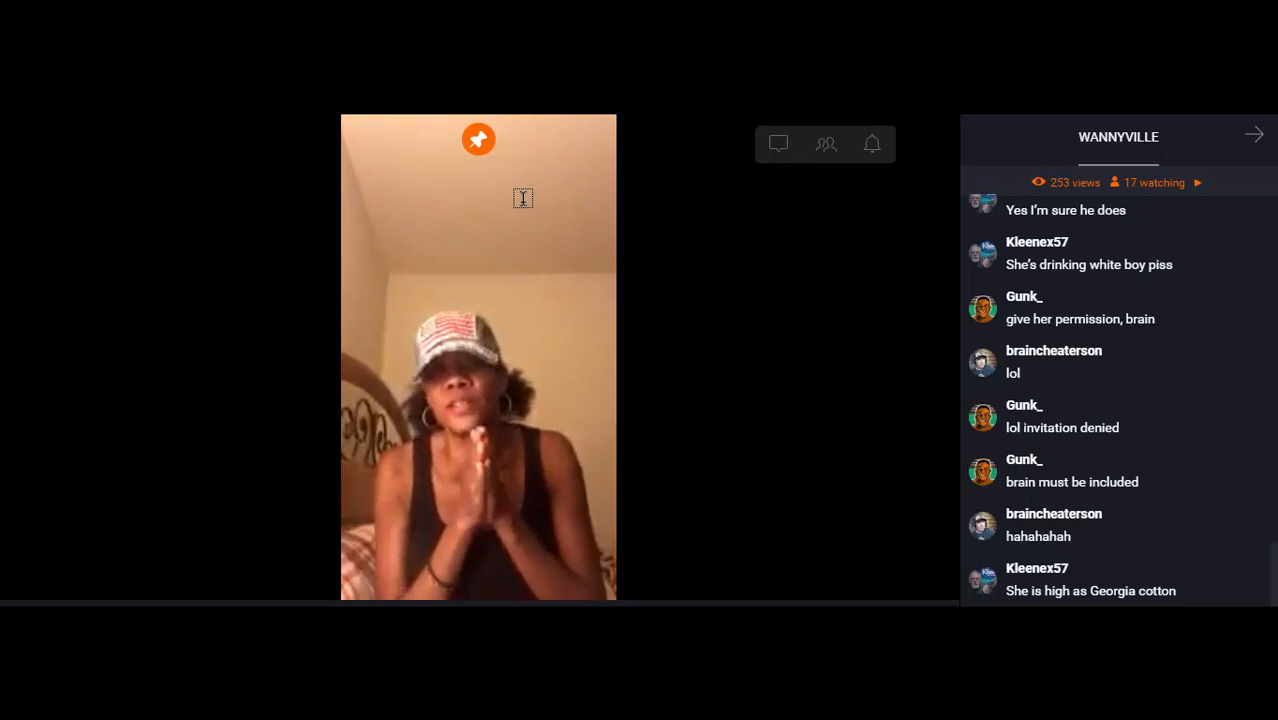 WANNYVILLE
253 views 17 watching
Yes I'm sure he does
Kleenex57
She's drinking white boy piss
Gunk_
give her permission, brain
braincheaterson
lol
Gunk_
lol invitation denied
Gunk_
brain must be included
braincheaterson
hahahahah
Kleenex57
She is high as Georgia cotton